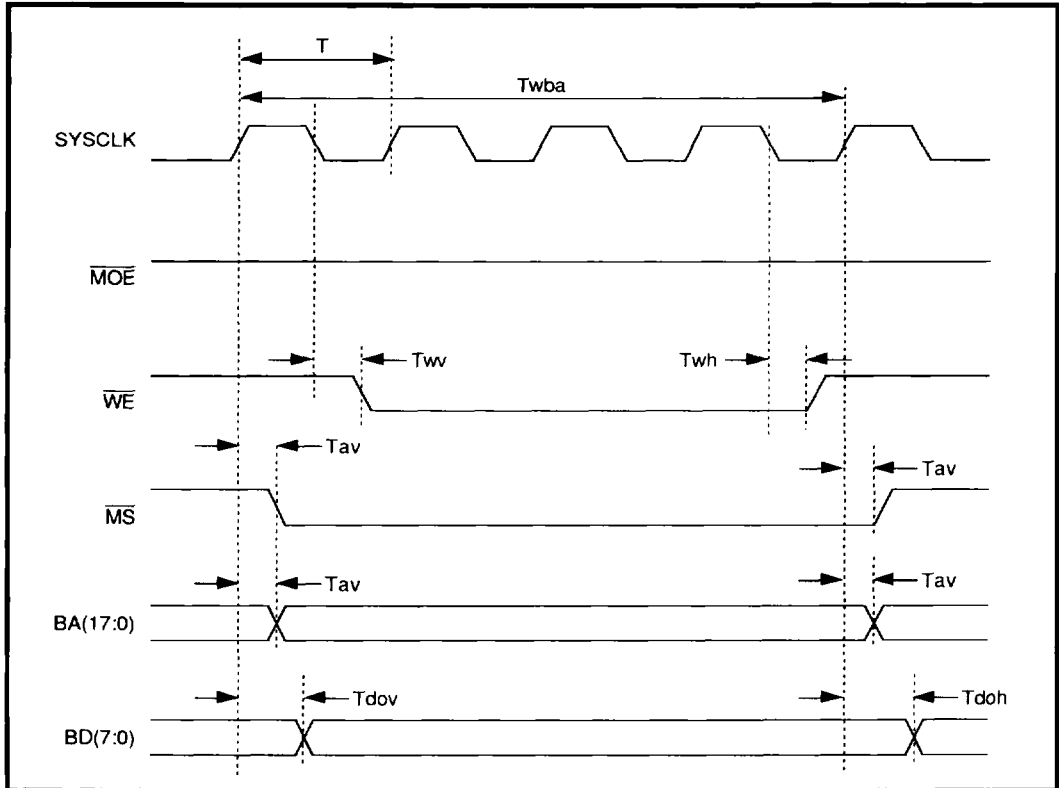 T
Twba
SYSCLK
MOE
Twv
Twh
WE
Tav
Tav
MS
Tav
Tav
BA(17:0)
Tdov
Tdoh
BD(7:0)